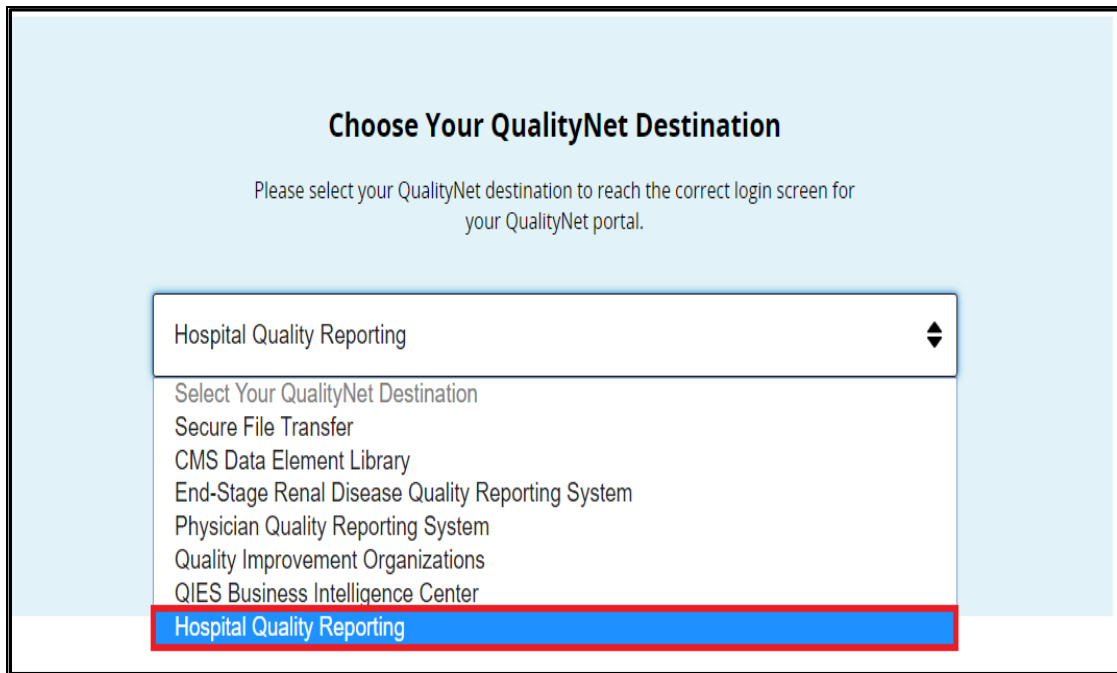 Choose Your QualityNet Destination
Please select your QualityNet destination to reach the correct login screen for
your QualityNet portal.
Hospital Quality Reporting
Select Your QualityNet Destination
Secure File Transfer
CMS Data Element Library
End-Stage Renal Disease Quality Reporting System
Physician Quality Reporting System
Quality Improvement Organizations
QIES Business Intelligence Center
Hospital Quality Reporting